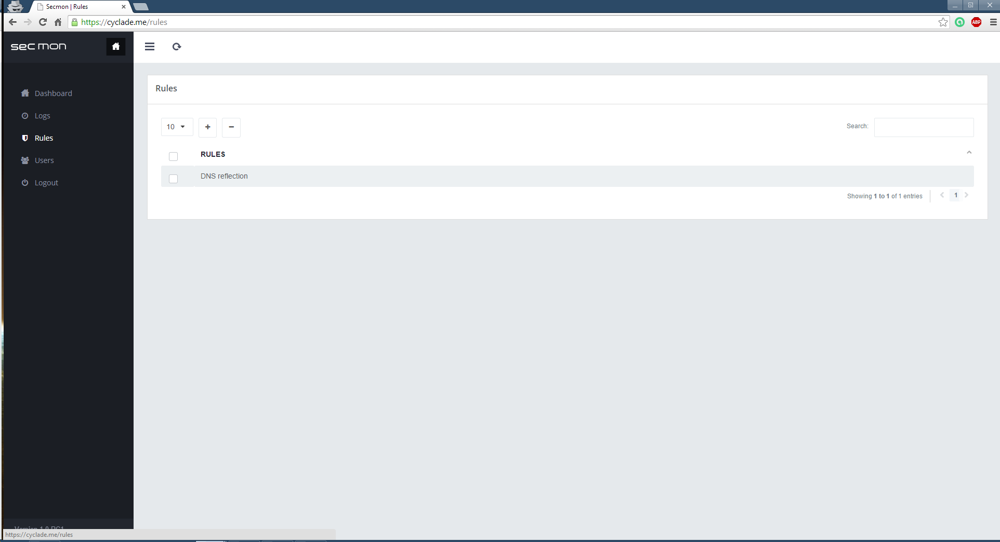 Secmon | Rules
https://cyclade.me/rules
ABP
sec mon
Dashboard
Logs
Rules
Users
Logout
Rules
10
Search:
RULES
DNS reflection
Showing 1 to 1 of 1 entries
1
Version 1.0 RC1
https://cyclade.me/rules